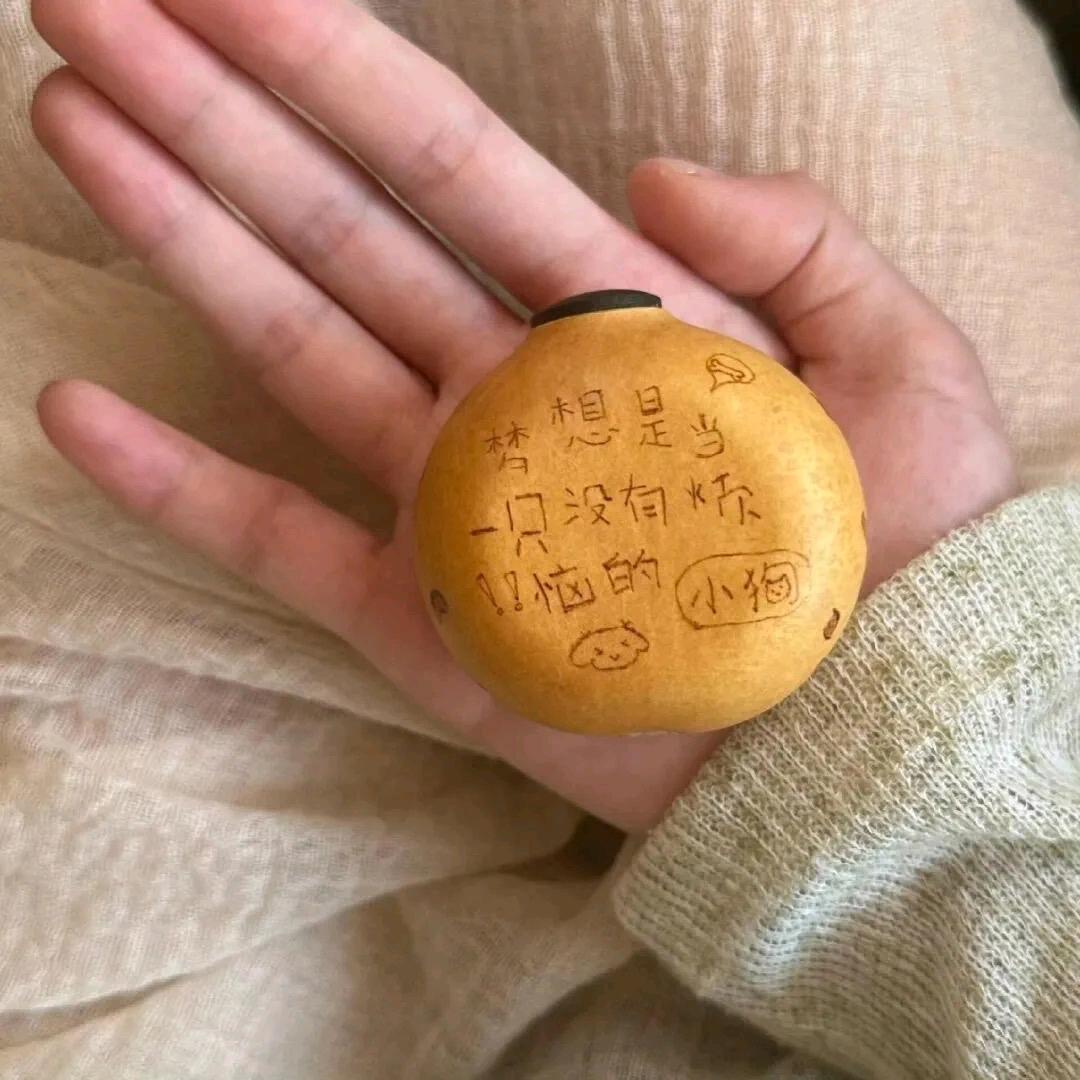 梦想是当
一只没有烦
!!恼的 小狗